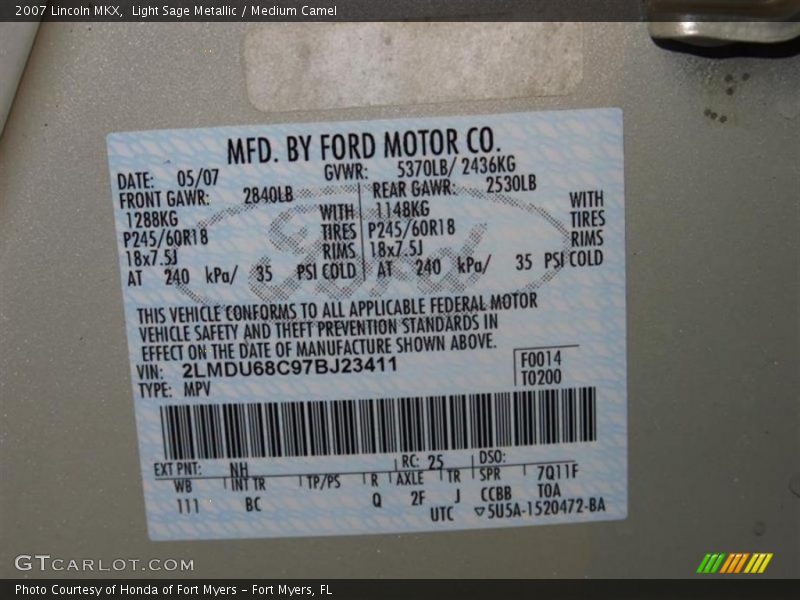 2007 Lincoln MKX,  Light Sage Metallic / Medium Camel
MFD. BY FORD MOTOR CO.
DATE: 05/07 GVWR: 5370LB/ 2436KG
FRONT GAWR: 2840LB REAR GAWR: 2530LB
1288KG WITH 1148KG WITH
P245/60R18 TIRES P245/60R18 TIRES
18x7.5J RIMS 18x7.5J RIMS
AT 240 kPa/ 35 PSI COLD AT 240 kPa/ 35 PSI COLD
Ford
THIS VEHICLE CONFORMS TO ALL APPLICABLE FEDERAL MOTOR
VEHICLE SAFETY AND THEFT PREVENTION STANDARDS IN
EFFECT ON THE DATE OF MANUFACTURE SHOWN ABOVE.
VIN: 2LMDU68C97BJ23411 F0014
TYPE: MPV T0200
EXT PNT: NH RC: 25 DSO:
WB INT TR TP/PS R AXLE TR SPR 7Q11F
111 BC Q 2F J CCBB TOA
UTC ▽5U5A-1520472-BA
GTCARLOT.COM
Photo Courtesy of Honda of Fort Myers – Fort Myers, FL